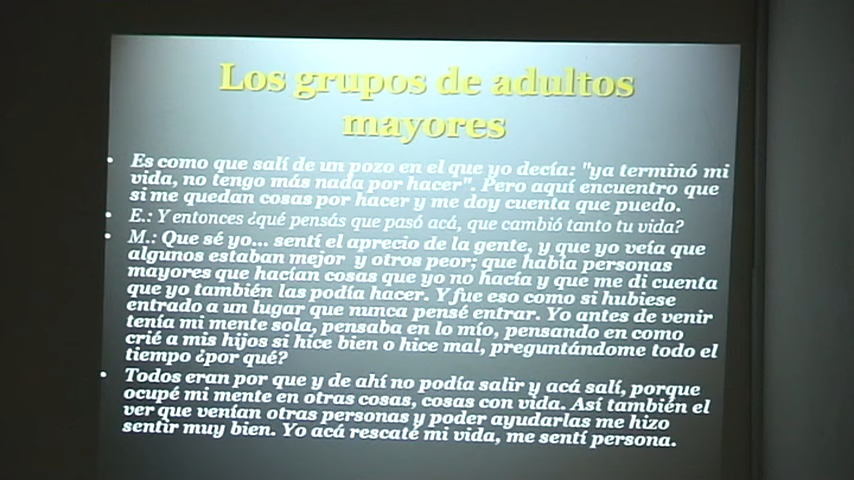 Los grupos de adultos
mayores
• Es como que salí de un pozo en el que yo decía: "ya terminó mi
vida, no tengo más nada por hacer". Pero aquí encuentro que
si me quedan cosas por hacer y me doy cuenta que puedo.
• E.: Y entonces ¿qué pensás que pasó acá, que cambió tanto tu vida?
• M.: Que sé yo... sentí el aprecio de la gente, y que yo veía que
algunos estaban mejor y otros peor; que había personas
mayores que hacían cosas que yo no hacía y que me di cuenta
que yo también las podía hacer. Y fue eso como si hubiese
entrado a un lugar que nunca pensé entrar. Yo antes de venir
tenía mi mente sola, pensaba en lo mío, pensando en como
crié a mis hijos si hice bien o hice mal, preguntándome todo el
tiempo ¿por qué?
• Todos eran por que y de ahí no podía salir y acá salí, porque
ocupé mi mente en otras cosas, cosas con vida. Así también el
ver que venían otras personas y poder ayudarlas me hizo
sentir muy bien. Yo acá rescaté mi vida, me sentí persona.